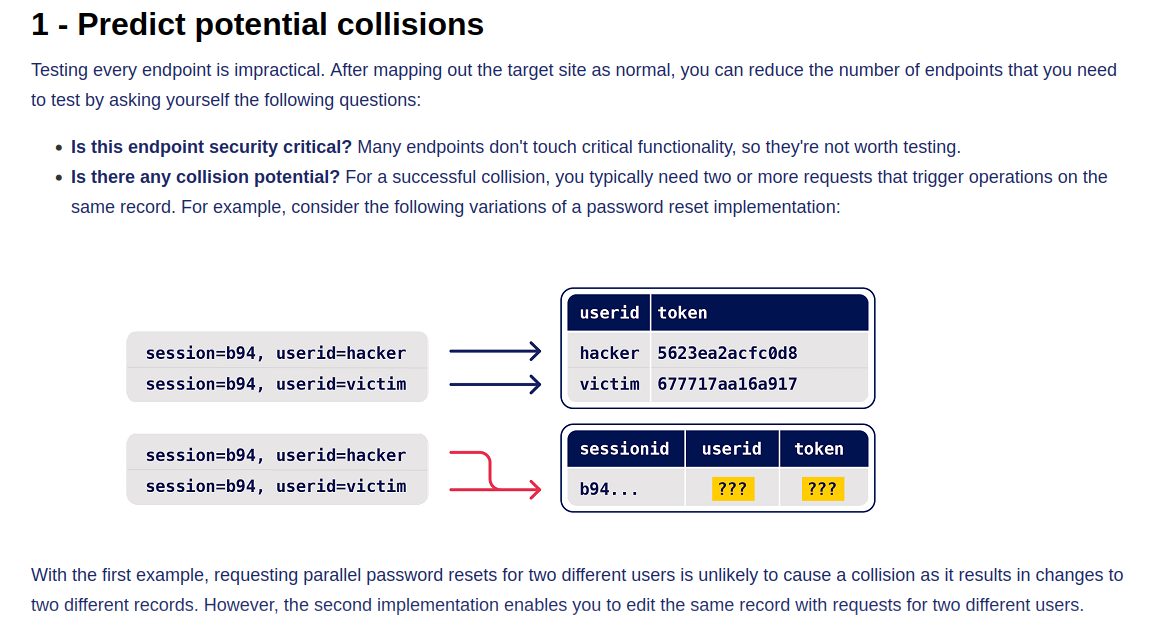 1 - Predict potential collisions
Testing every endpoint is impractical. After mapping out the target site as normal, you can reduce the number of endpoints that you need
to test by asking yourself the following questions:
• Is this endpoint security critical? Many endpoints don't touch critical functionality, so they're not worth testing.
• Is there any collision potential? For a successful collision, you typically need two or more requests that trigger operations on the
same record. For example, consider the following variations of a password reset implementation:
session=b94, userid=hacker
session=b94, userid=victim
userid token
hacker 5623ea2acfc0d8
victim 677717aa16a917
session=b94, userid=hacker
session=b94, userid=victim
sessionid userid token
b94... ??? ???
With the first example, requesting parallel password resets for two different users is unlikely to cause a collision as it results in changes to
two different records. However, the second implementation enables you to edit the same record with requests for two different users.